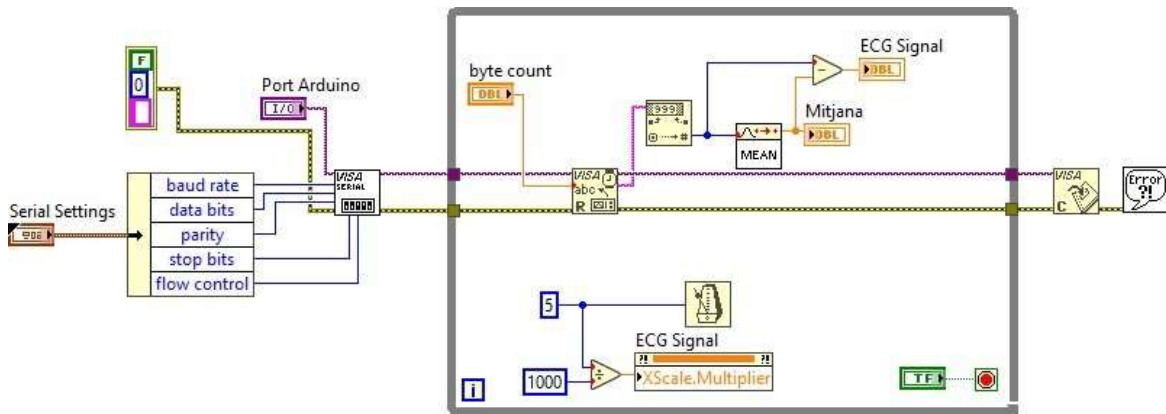 F
0
Port Arduino
I/O
Serial Settings
baud rate
data bits
parity
stop bits
flow control
VISA
SERIAL
byte count
DBL
VISA
abc
R
999
#
MEAN
ECG Signal
DBL
Mitjana
DBL
5
1000
ECG Signal
?! ?!
XScale.Multiplier
i
TF
VISA
C
Error
?!